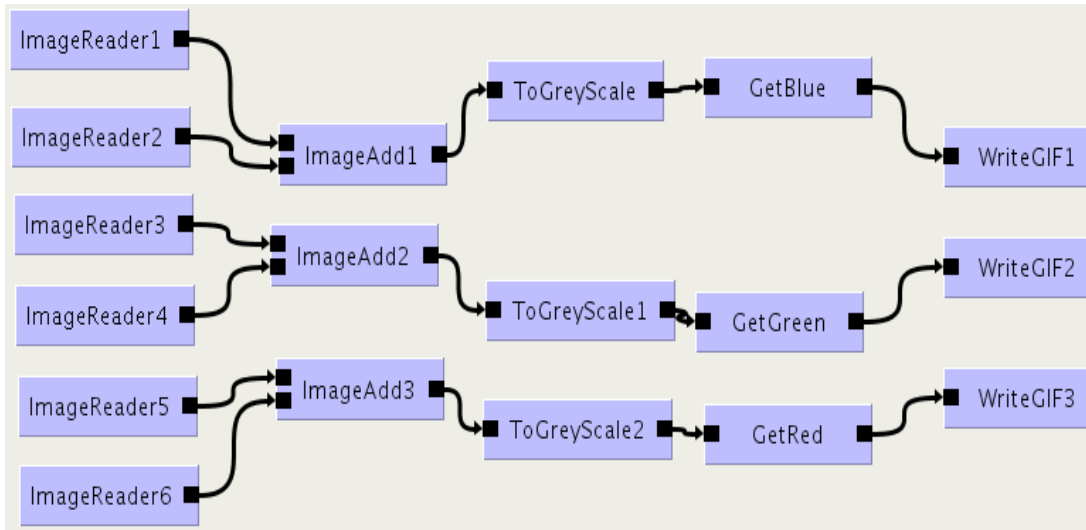 ImageReader1
ImageReader2
ImageAdd1
ToGreyScale
GetBlue
WriteGIF1
ImageReader3
ImageReader4
ImageAdd2
ToGreyScale1
GetGreen
WriteGIF2
ImageReader5
ImageReader6
ImageAdd3
ToGreyScale2
GetRed
WriteGIF3